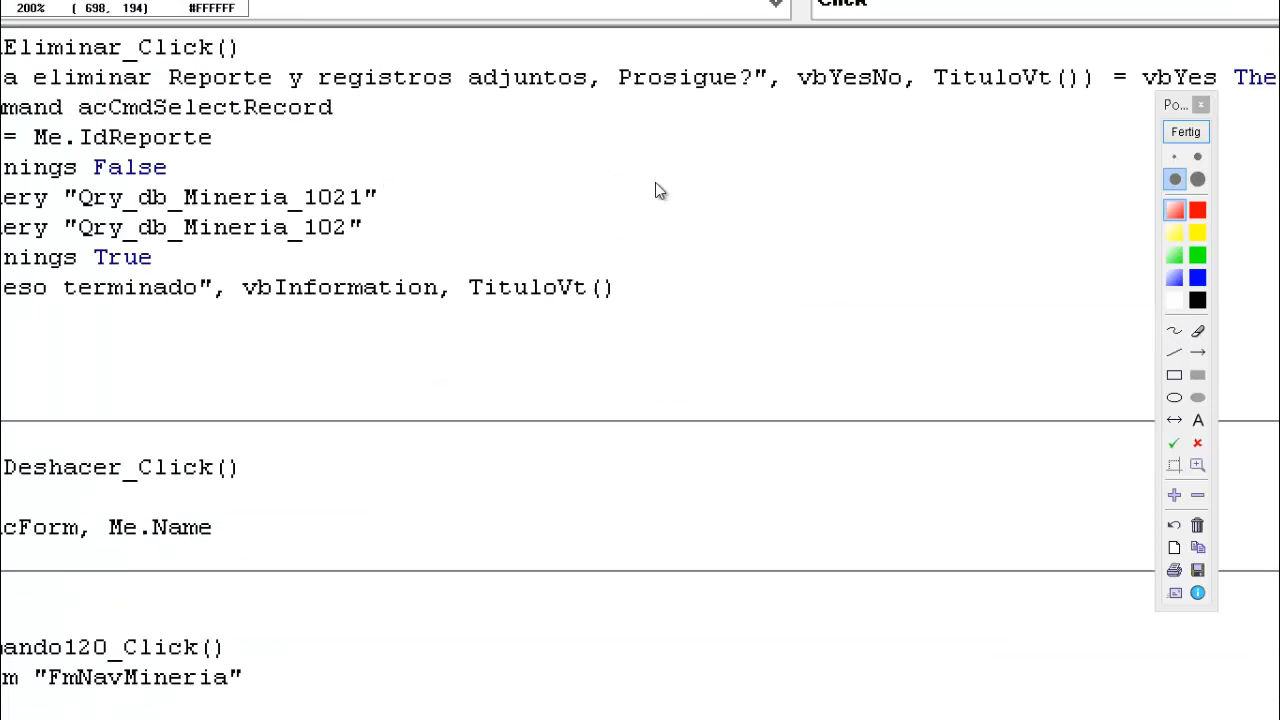 200% ( 698, 194) #FFFFFF
Click
Eliminar_Click()
a eliminar Reporte y registros adjuntos, Prosigue?", vbYesNo, TituloVt()) = vbYes The
mmand acCmdSelectRecord
= Me.IdReporte
nings False
ery "Qry_db_Mineria_1021"
ery "Qry_db_Mineria_102"
nings True
eso terminado", vbInformation, TituloVt()
Po...
Fertig
A
Deshacer_Click()
cForm, Me.Name
ando120_Click()
m "FmNavMineria"